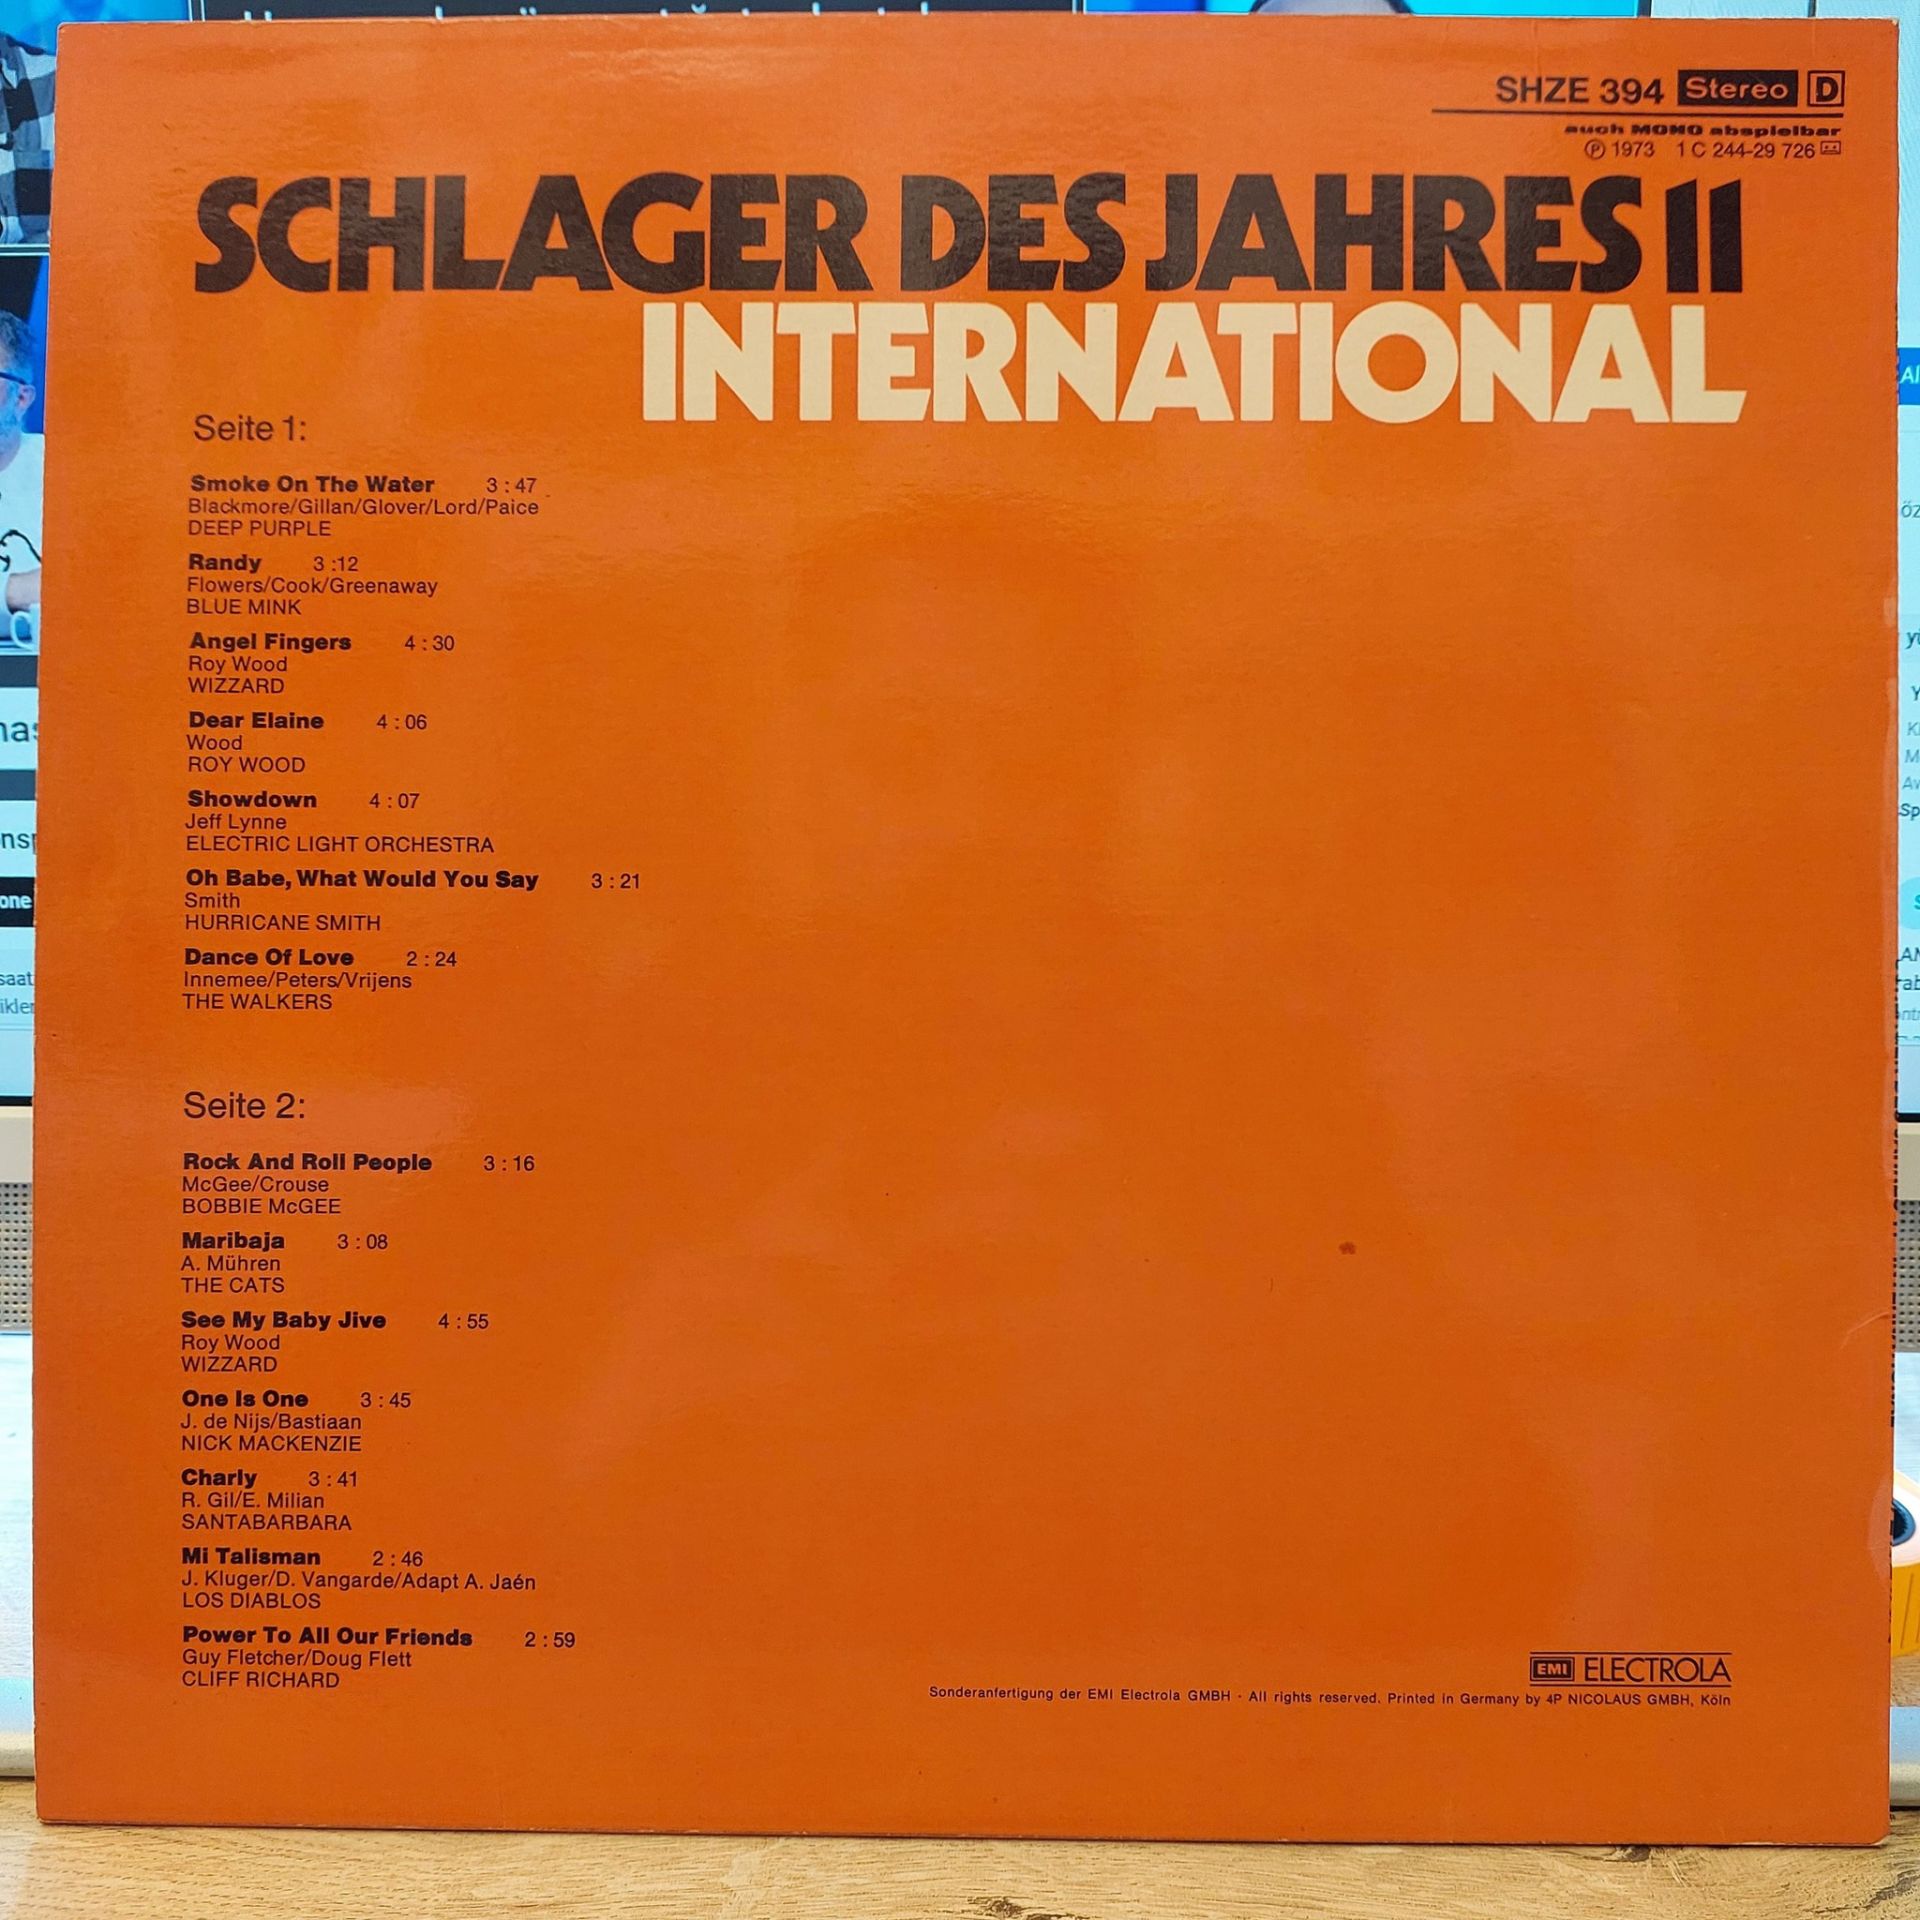 SHZE 394 Stereo D
auch MONO abspielbar
Ⓟ 1973 1 C 244-29 726
SCHLAGER DES JAHRES II
INTERNATIONAL
Seite 1:
Smoke On The Water 3 : 47
Blackmore/Gillan/Glover/Lord/Paice
DEEP PURPLE
Randy 3 :12
Flowers/Cook/Greenaway
BLUE MINK
Angel Fingers 4 : 30
Roy Wood
WIZZARD
Dear Elaine 4 : 06
Wood
ROY WOOD
Showdown 4 : 07
Jeff Lynne
ELECTRIC LIGHT ORCHESTRA
Oh Babe, What Would You Say 3 : 21
Smith
HURRICANE SMITH
Dance Of Love 2 : 24
Innemee/Peters/Vrijens
THE WALKERS
Seite 2:
Rock And Roll People 3 : 16
McGee/Crouse
BOBBIE McGEE
Maribaja 3 : 08
A. Mühren
THE CATS
See My Baby Jive 4 : 55
Roy Wood
WIZZARD
One Is One 3 : 45
J. de Nijs/Bastiaan
NICK MACKENZIE
Charly 3 : 41
R. Gil/E. Milian
SANTABARBARA
Mi Talisman 2 : 46
J. Kluger/D. Vangarde/Adapt A. Jaén
LOS DIABLOS
Power To All Our Friends 2 : 59
Guy Fletcher/Doug Flett
CLIFF RICHARD
EMI ELECTROLA
Sonderanfertigung der EMI Electrola GMBH · All rights reserved. Printed in Germany by 4P NICOLAUS GMBH, Köln